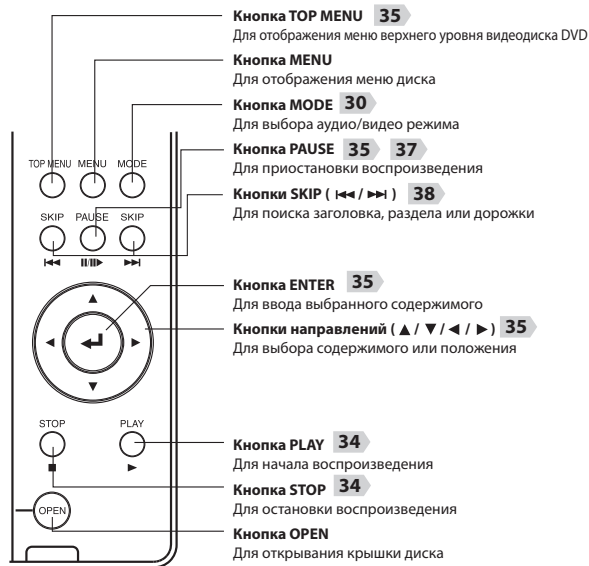 Кнопка TOP MENU 35
Для отображения меню верхнего уровня видеодиска DVD
Кнопка MENU
Для отображения меню диска
Кнопка MODE 30
Для выбора аудио/видео режима
Кнопка PAUSE 35 37
Для приостановки воспроизведения
Кнопки SKIP ( ⏮ / ⏭ ) 38
Для поиска заголовка, раздела или дорожки
Кнопка ENTER 35
Для ввода выбранного содержимого
Кнопки направлений ( ▲ / ▼ / ◀ / ▶ ) 35
Для выбора содержимого или положения
Кнопка PLAY 34
Для начала воспроизведения
Кнопка STOP 34
Для остановки воспроизведения
Кнопка OPEN
Для открывания крышки диска
TOP MENU MENU MODE
SKIP PAUSE SKIP
STOP PLAY
OPEN